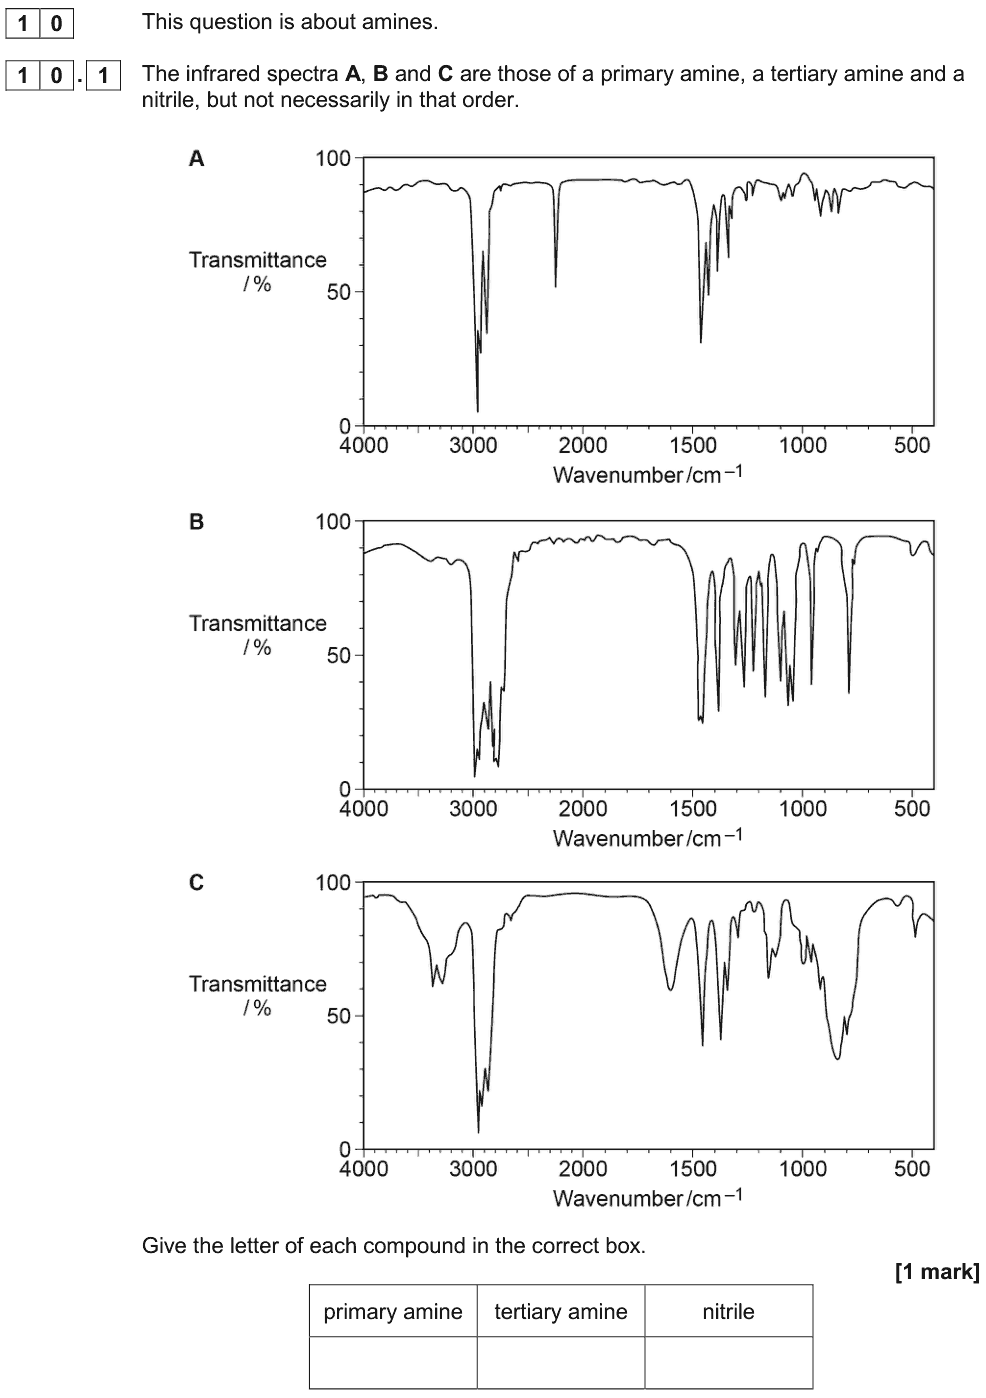 1 0 This question is about amines.
1 0 . 1 The infrared spectra A, B and C are those of a primary amine, a tertiary amine and a
nitrile, but not necessarily in that order.
A
100
Transmittance
/ %
50
0
4000 3000 2000 1500 1000 500
Wavenumber /cm−1
B
100
Transmittance
/ %
50
0
4000 3000 2000 1500 1000 500
Wavenumber /cm−1
C
100
Transmittance
/ %
50
0
4000 3000 2000 1500 1000 500
Wavenumber /cm−1
Give the letter of each compound in the correct box.
[1 mark]
primary amine tertiary amine nitrile